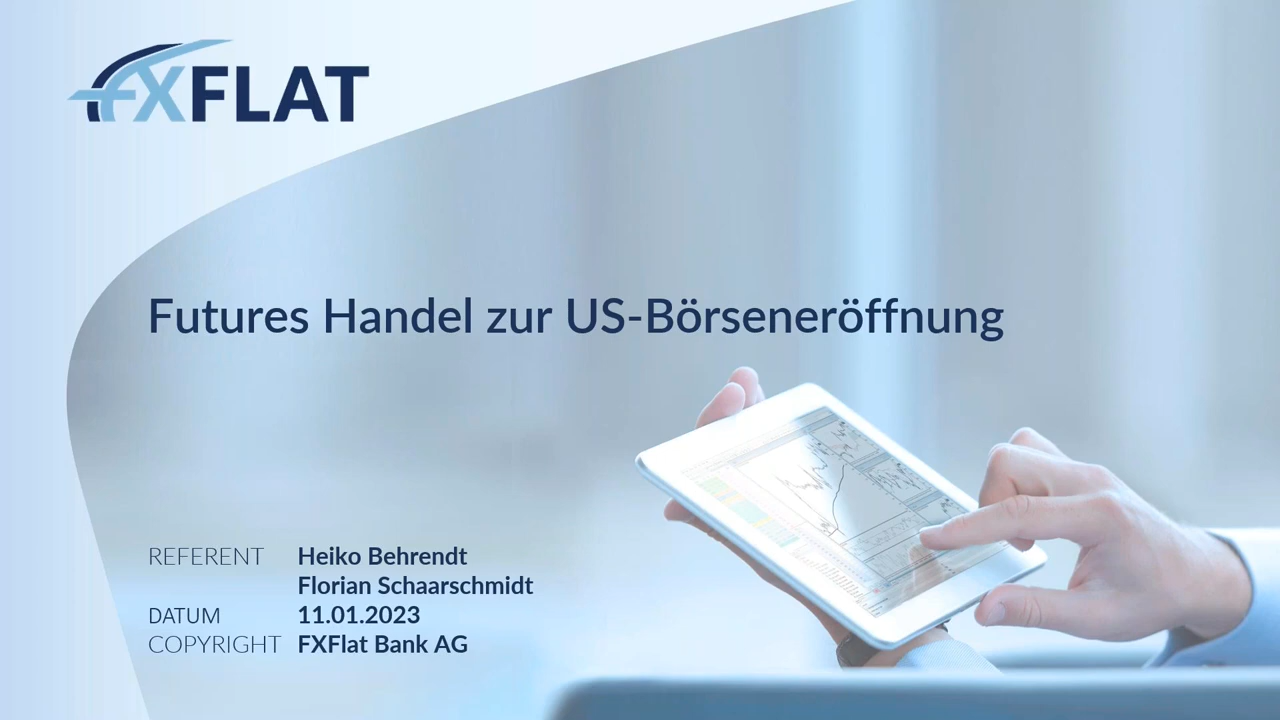 FXFLAT
Futures Handel zur US-Börseneröffnung
REFERENT Heiko Behrendt
Florian Schaarschmidt
DATUM 11.01.2023
COPYRIGHT FXFlat Bank AG